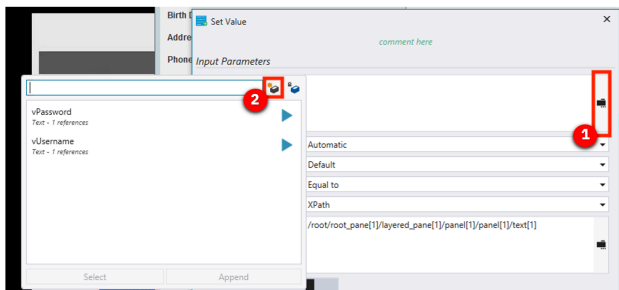 Birth D
Addre
Phone
Set Value
comment here
Input Parameters
2
vPassword
Text - 1 references
vUsername
Text - 1 references
Select
Append
1
Automatic
Default
Equal to
XPath
/root/root_pane[1]/layered_pane[1]/panel[1]/panel[1]/text[1]